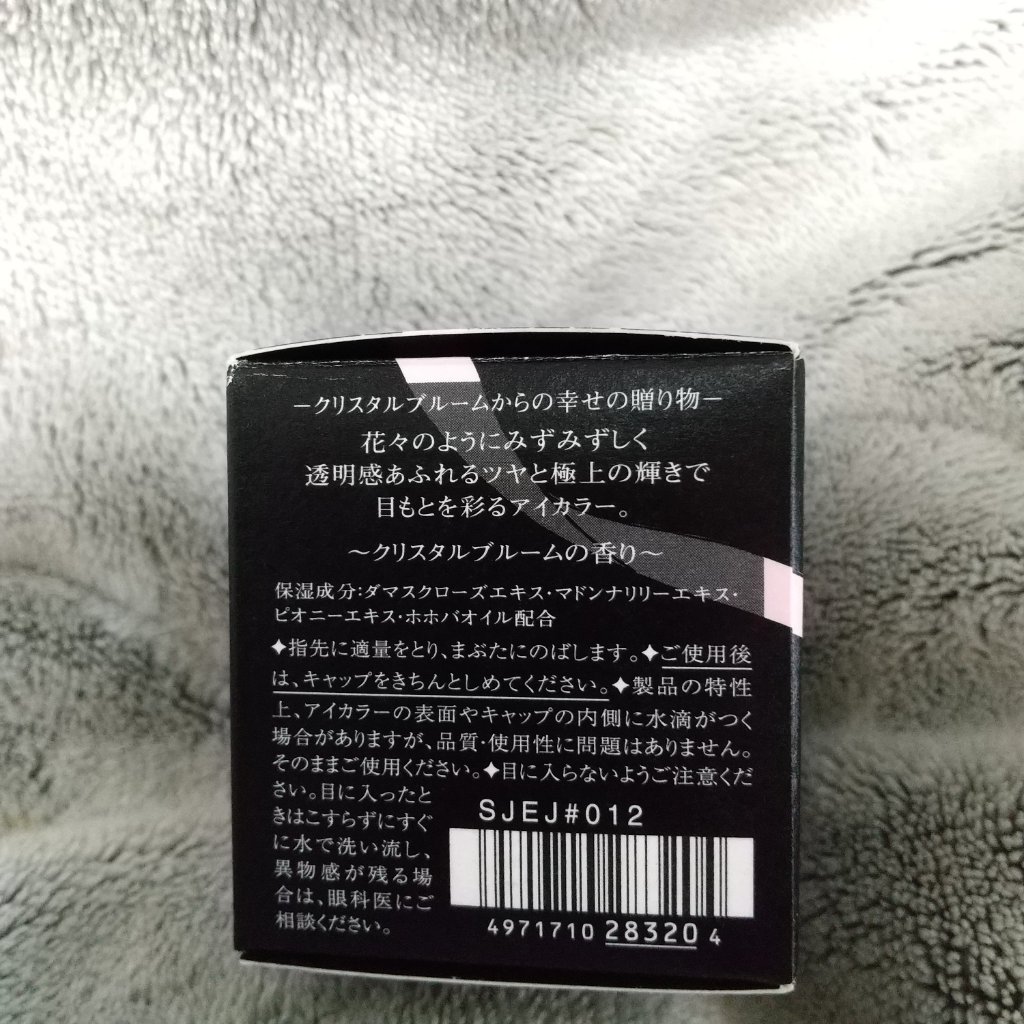 －クリスタルブルームからの幸せの贈り物－
花々のようにみずみずしく
透明感あふれるツヤと極上の輝きで
目もとを彩るアイカラー。
～クリスタルブルームの香り～
保湿成分:ダマスクローズエキス・マドンナリリーエキス・
ピオニーエキス・ホホバオイル配合
✦指先に適量をとり、まぶたにのばします。✦ご使用後
は、キャップをきちんとしめてください。✦製品の特性
上、アイカラーの表面やキャップの内側に水滴がつく
場合がありますが、品質・使用性に問題はありません。
そのままご使用ください。✦目に入らないようご注意くだ
さい。目に入ったと
きはこすらずにすぐ
に水で洗い流し、
異物感が残る場
合は、眼科医にご
相談ください。
SJEJ#012
4971710 28320 4